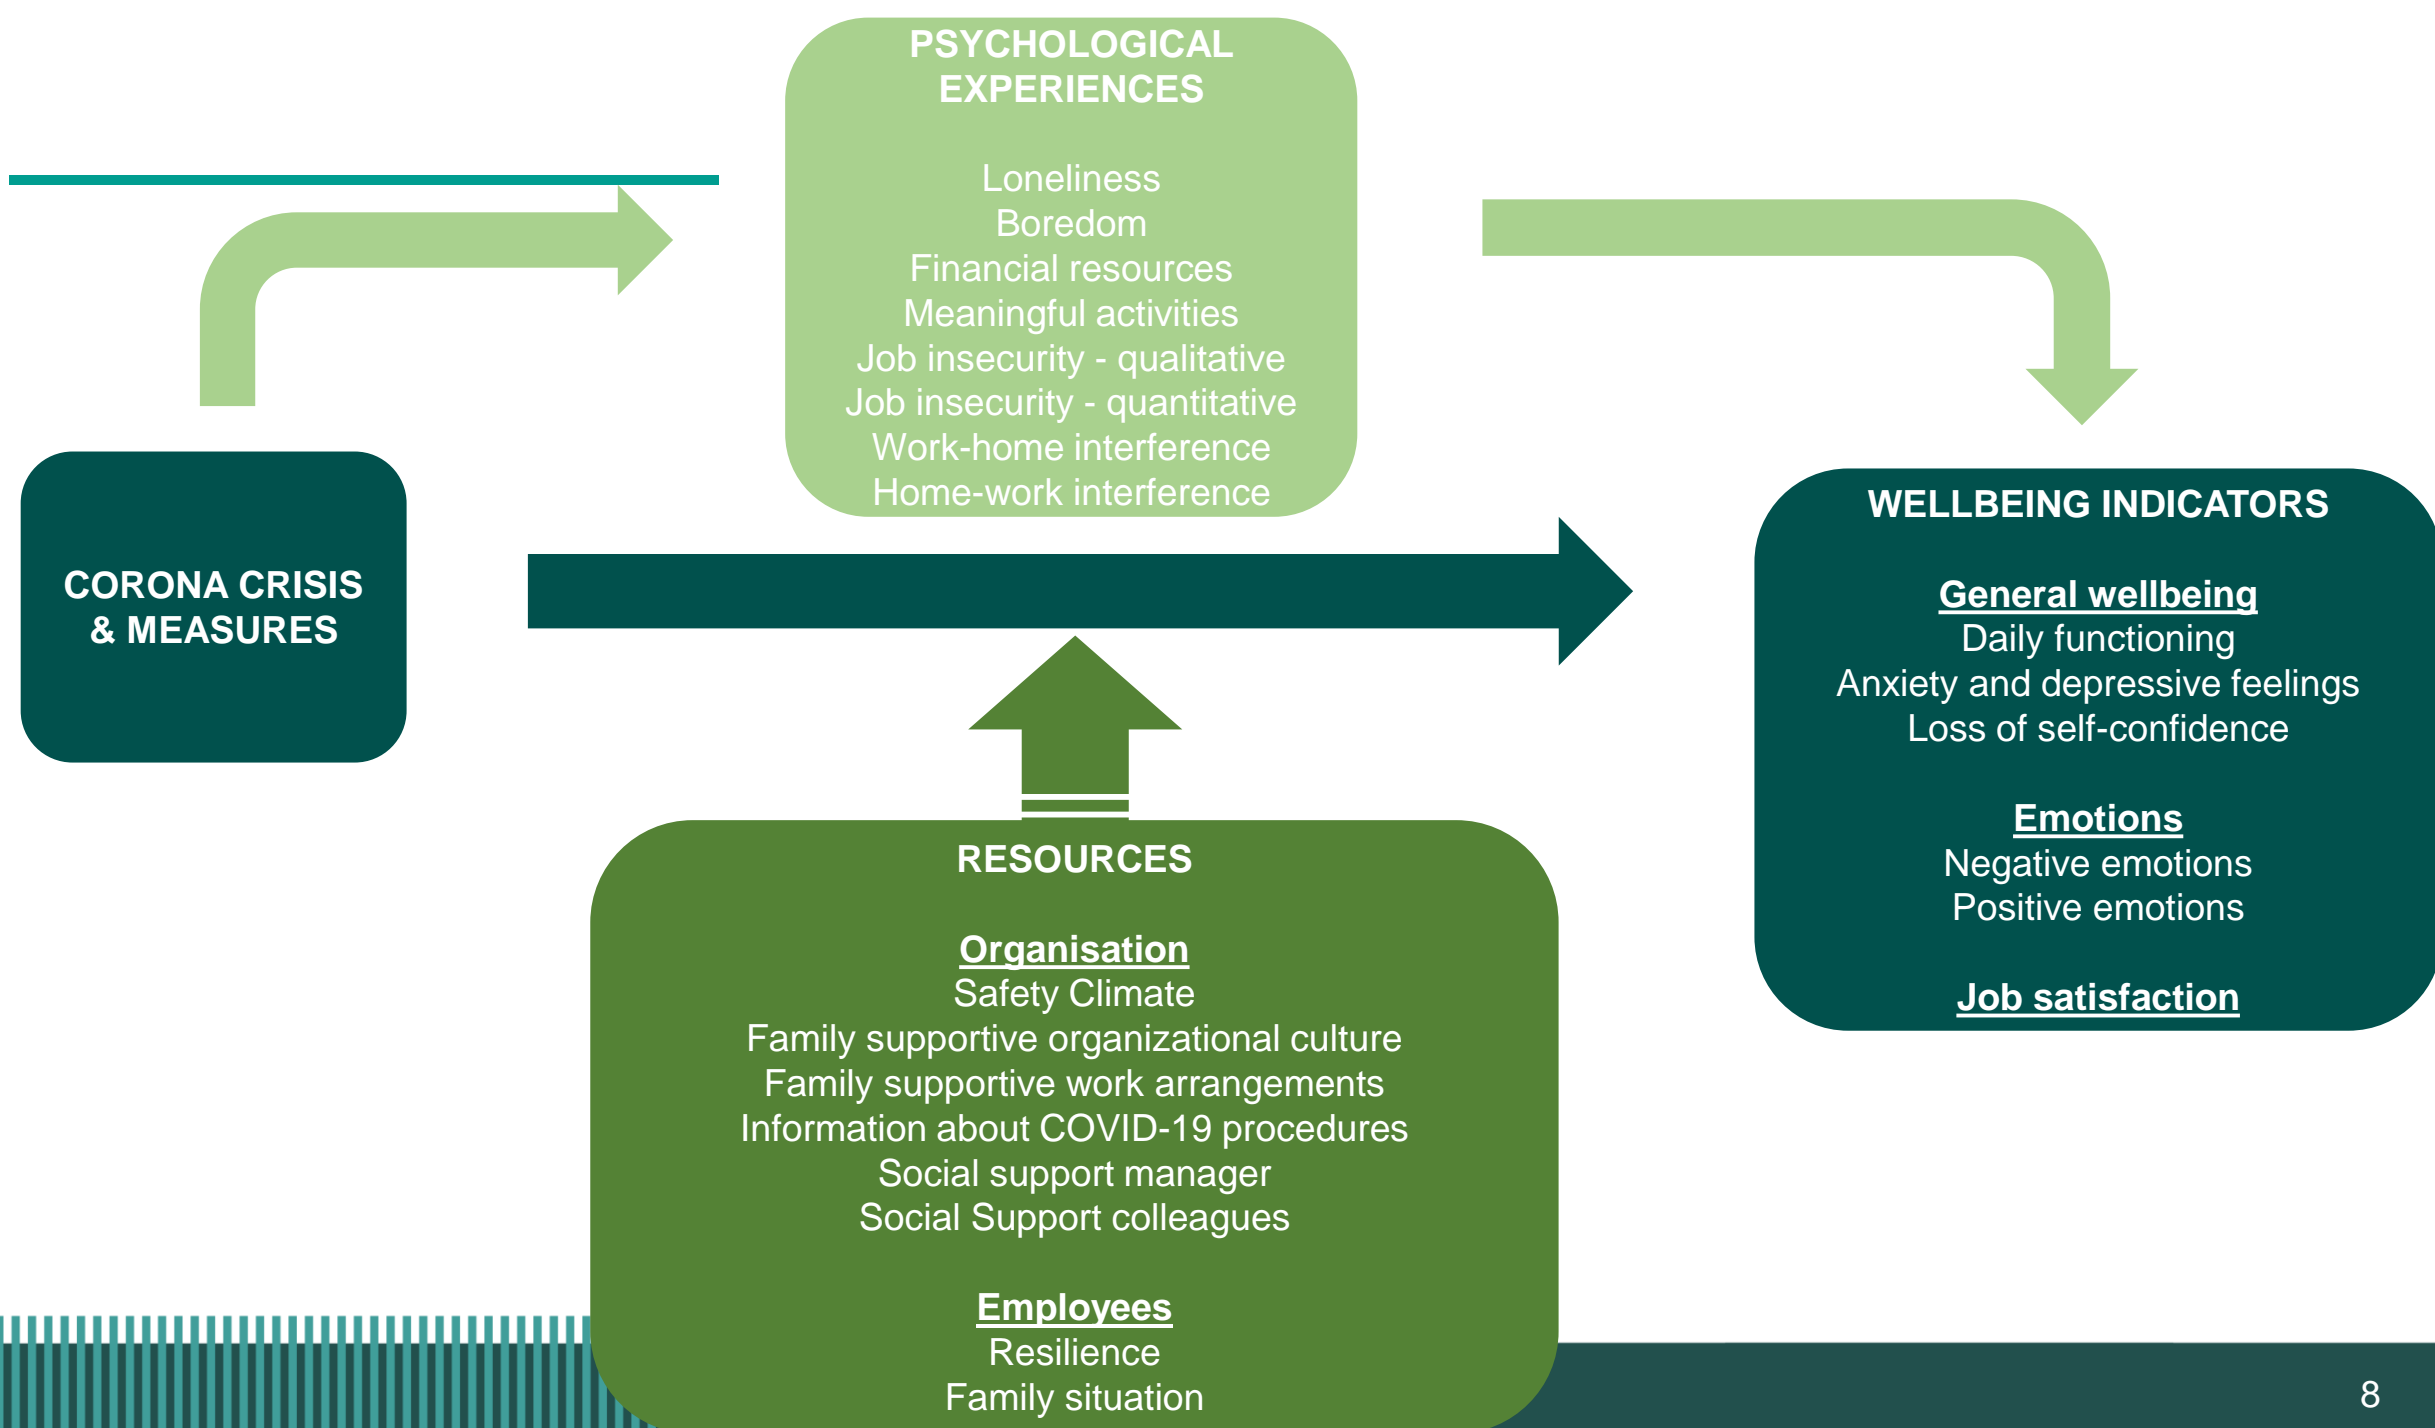 PSYCHOLOGICAL
EXPERIENCES
Loneliness
Boredom
Financial resources
Meaningful activities
Job insecurity - qualitative
Job insecurity - quantitative
Work-home interference
Home-work interference
CORONA CRISIS
& MEASURES
WELLBEING INDICATORS
General wellbeing
Daily functioning
Anxiety and depressive feelings
Loss of self-confidence
Emotions
Negative emotions
Positive emotions
Job satisfaction
RESOURCES
Organisation
Safety Climate
Family supportive organizational culture
Family supportive work arrangements
Information about COVID-19 procedures
Social support manager
Social Support colleagues
Employees
Resilience
Family situation
8